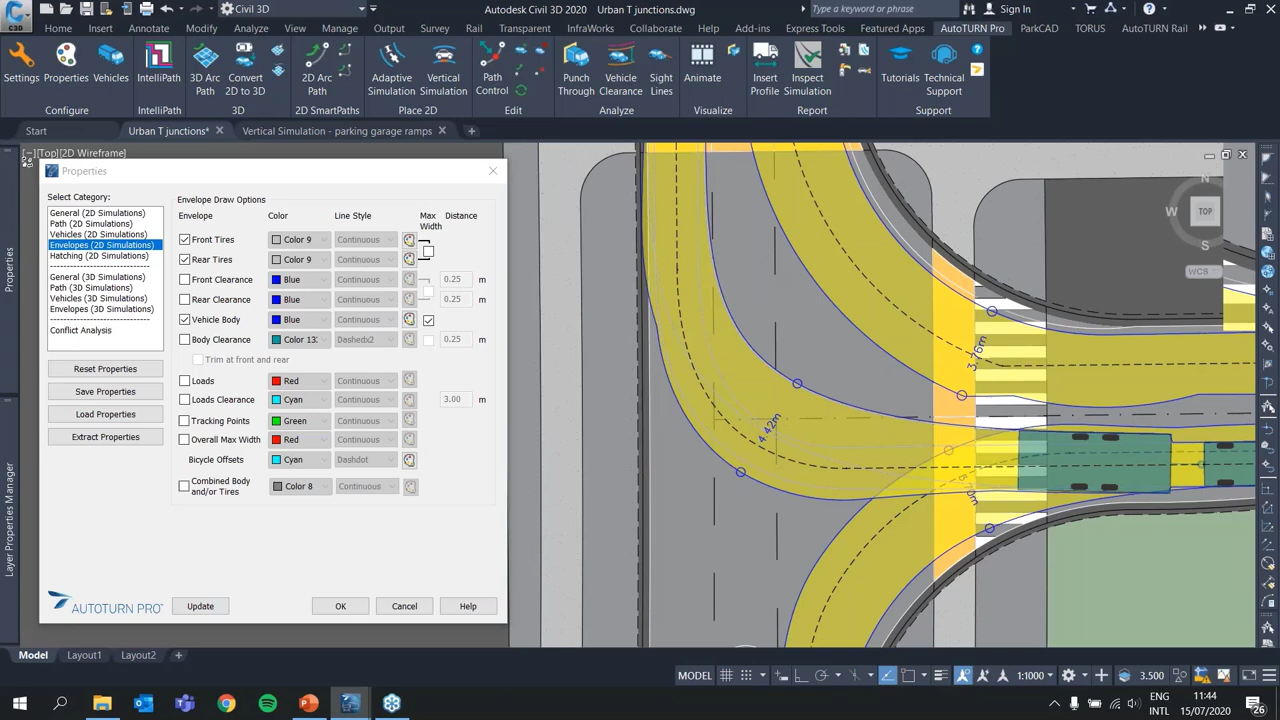 C3D
Civil 3D
Autodesk Civil 3D 2020 Urban T junctions.dwg
Type a keyword or phrase
Sign In
Home
Insert
Annotate
Modify
Analyze
View
Manage
Output
Survey
Rail
Transparent
InfraWorks
Collaborate
Help
Add-ins
Express Tools
Featured Apps
AutoTURN Pro
ParkCAD
TORUS
AutoTURN Rail
Settings
Properties
Vehicles
IntelliPath
3D Arc
Path
Convert
2D to 3D
2D Arc
Path
Adaptive
Simulation
Vertical
Simulation
Path
Control
Punch
Through
Vehicle
Clearance
Sight
Lines
Animate
Insert
Profile
Inspect
Simulation
Tutorials
Technical
Support
Configure
IntelliPath
3D
2D SmartPaths
Place 2D
Edit
Analyze
Visualize
Report
Support
Start
Urban T junctions*
Vertical Simulation - parking garage ramps
[−][Top][2D Wireframe]
Properties
Layer Properties Manager
Properties
Select Category:
General (2D Simulations)
Path (2D Simulations)
Vehicles (2D Simulations)
Envelopes (2D Simulations)
Hatching (2D Simulations)
General (3D Simulations)
Path (3D Simulations)
Vehicles (3D Simulations)
Envelopes (3D Simulations)
Conflict Analysis
Reset Properties
Save Properties
Load Properties
Extract Properties
Envelope Draw Options
Envelope Color Line Style Max Width Distance
Front Tires Color 9 Continuous
Rear Tires Color 9 Continuous
Front Clearance Blue Continuous 0.25 m
Rear Clearance Blue Continuous 0.25
Vehicle Body Blue Continuous
Body Clearance Color 13 Dashedx2 0.25 m
Trim at front and rear
Loads Red Continuous
Loads Clearance Cyan Continuous 3.00 m
Tracking Points Green Continuous
Overall Max Width Red Continuous
Bicycle Offsets Cyan Dashdot
Combined Body
and/or Tires Color 8 Continuous
AUTOTURN PRO
Update
OK
Cancel
Help
N
W TOP
S
WCS
3.76m
4.42m
Model
Layout1
Layout2
MODEL
1:1000
3.500
ENG
INTL
11:44
15/07/2020
26